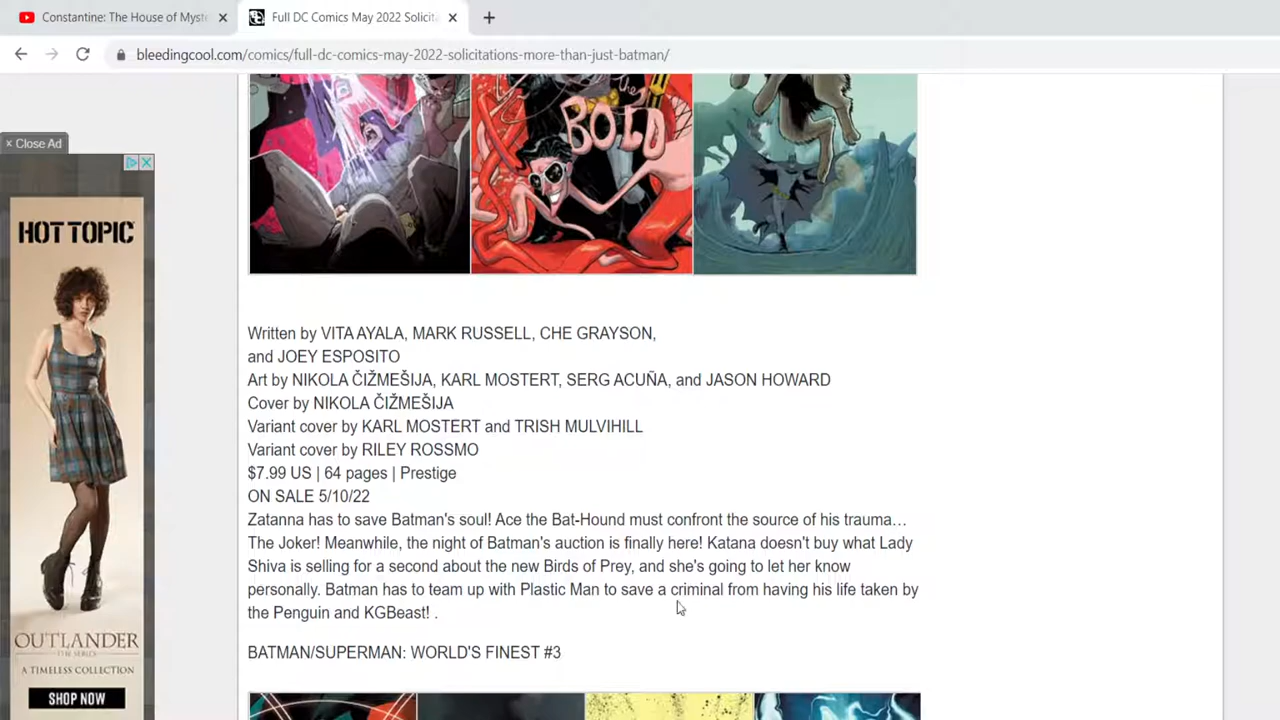 Constantine: The House of Myste
Full DC Comics May 2022 Solicita
bleedingcool.com/comics/full-dc-comics-may-2022-solicitations-more-than-just-batman/
× Close Ad
HOT TOPIC
OUTLANDER
THE SERIES
A TIMELESS COLLECTION
SHOP NOW
the
BOLD
Written by VITA AYALA, MARK RUSSELL, CHE GRAYSON,
and JOEY ESPOSITO
Art by NIKOLA ČIŽMEŠIJA, KARL MOSTERT, SERG ACUÑA, and JASON HOWARD
Cover by NIKOLA ČIŽMEŠIJA
Variant cover by KARL MOSTERT and TRISH MULVIHILL
Variant cover by RILEY ROSSMO
$7.99 US | 64 pages | Prestige
ON SALE 5/10/22
Zatanna has to save Batman's soul! Ace the Bat-Hound must confront the source of his trauma…
The Joker! Meanwhile, the night of Batman's auction is finally here! Katana doesn't buy what Lady
Shiva is selling for a second about the new Birds of Prey, and she's going to let her know
personally. Batman has to team up with Plastic Man to save a criminal from having his life taken by
the Penguin and KGBeast! .
BATMAN/SUPERMAN: WORLD'S FINEST #3